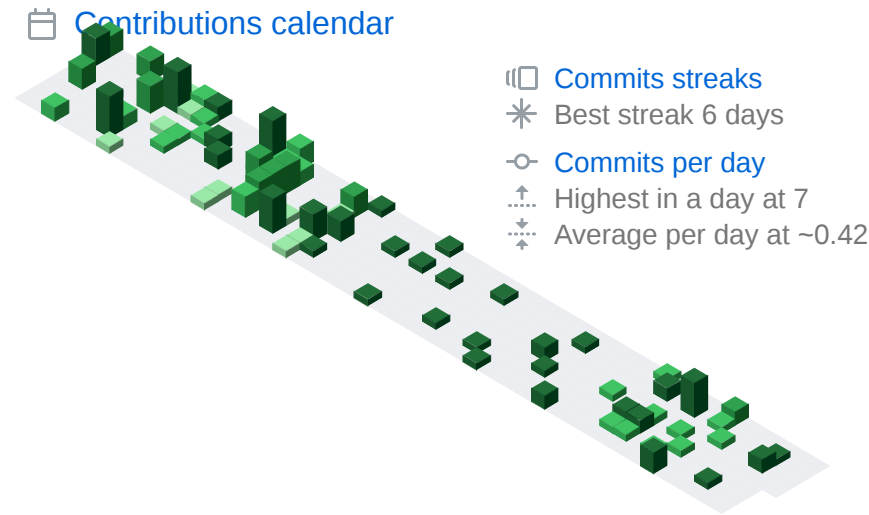 Contributions calendar
Commits streaks
Best streak 6 days
Commits per day
Highest in a day at 7
Average per day at ~0.42